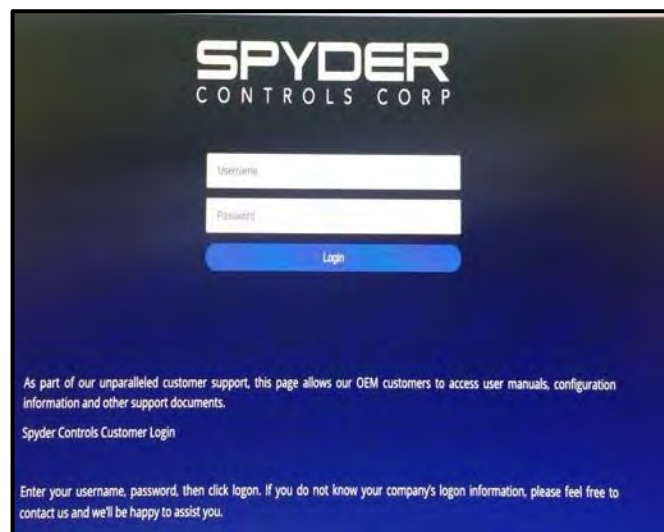 SPYDER
CONTROLS CORP
Username
Password
Login
As part of our unparalleled customer support, this page allows our OEM customers to access user manuals, configuration
information and other support documents.
Spyder Controls Customer Login
Enter your username, password, then click logon. If you do not know your company's logon information, please feel free to
contact us and we'll be happy to assist you.